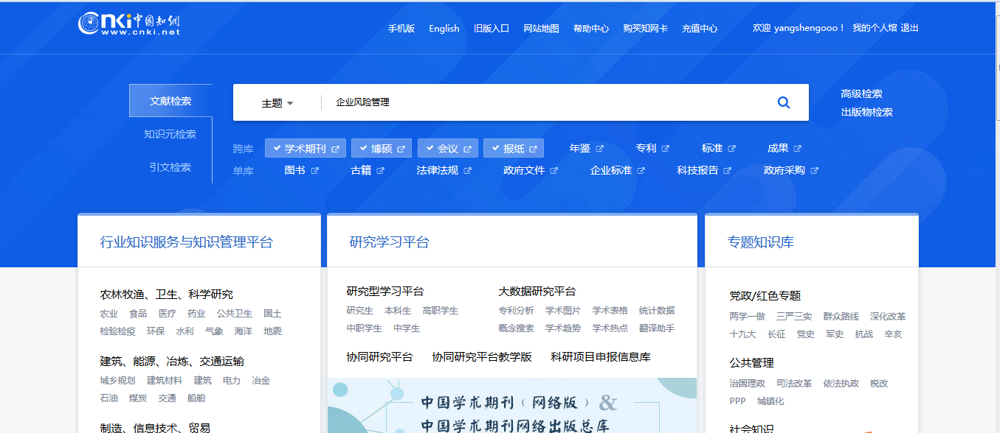 cnki中国知网
www.cnki.net
手机版 English 旧版入口 网站地图 帮助中心 购买知网卡 充值中心 欢迎 yangshengooo！ 我的个人馆 退出
文献检索
知识元检索
引文检索
主题 企业风险管理
高级检索
出版物检索
跨库 学术期刊 博硕 会议 报纸 年鉴 专利 标准 成果
单库 图书 古籍 法律法规 政府文件 企业标准 科技报告 政府采购
行业知识服务与知识管理平台
农林牧渔、卫生、科学研究
农业 食品 医疗 药业 公共卫生 国土
检验检疫 环保 水利 气象 海洋 地震
建筑、能源、冶炼、交通运输
城乡规划 建筑材料 建筑 电力 冶金
石油 煤炭 交通 船舶
制造、信息技术、贸易
研究学习平台
研究型学习平台
研究生 本科生 高职学生
中职学生 中学生
大数据研究平台
专利分析 学术图片 学术表格 统计数据
概念搜索 学术趋势 学术热点 翻译助手
协同研究平台 协同研究平台教学版 科研项目申报信息库
中国学术期刊（网络版）&
中国学术期刊网络出版总库
专题知识库
党政/红色专题
两学一做 三严三实 群众路线 深化改革
十九大 长征 党史 军史 抗战 辛亥
公共管理
治国理政 司法改革 依法执政 税改
PPP 城镇化
社会知识